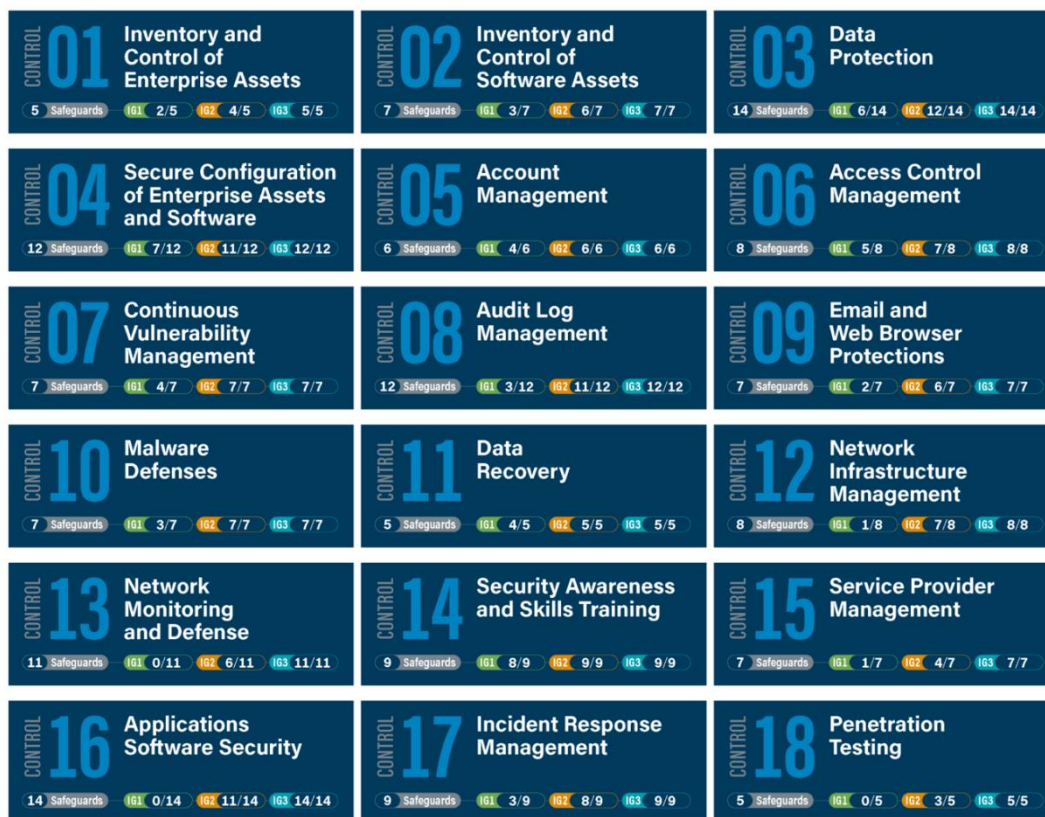 CONTROL
01
Inventory and
Control of
Enterprise Assets
5 Safeguards IG1 2/5 IG2 4/5 IG3 5/5
CONTROL
02
Inventory and
Control of
Software Assets
7 Safeguards IG1 3/7 IG2 6/7 IG3 7/7
CONTROL
03
Data
Protection
14 Safeguards IG1 6/14 IG2 12/14 IG3 14/14
CONTROL
04
Secure Configuration
of Enterprise Assets
and Software
12 Safeguards IG1 7/12 IG2 11/12 IG3 12/12
CONTROL
05
Account
Management
6 Safeguards IG1 4/6 IG2 6/6 IG3 6/6
CONTROL
06
Access Control
Management
8 Safeguards IG1 5/8 IG2 7/8 IG3 8/8
CONTROL
07
Continuous
Vulnerability
Management
7 Safeguards IG1 4/7 IG2 7/7 IG3 7/7
CONTROL
08
Audit Log
Management
12 Safeguards IG1 3/12 IG2 11/12 IG3 12/12
CONTROL
09
Email and
Web Browser
Protections
7 Safeguards IG1 2/7 IG2 6/7 IG3 7/7
CONTROL
10
Malware
Defenses
7 Safeguards IG1 3/7 IG2 7/7 IG3 7/7
CONTROL
11
Data
Recovery
5 Safeguards IG1 4/5 IG2 5/5 IG3 5/5
CONTROL
12
Network
Infrastructure
Management
8 Safeguards IG1 1/8 IG2 7/8 IG3 8/8
CONTROL
13
Network
Monitoring
and Defense
11 Safeguards IG1 0/11 IG2 6/11 IG3 11/11
CONTROL
14
Security Awareness
and Skills Training
9 Safeguards IG1 8/9 IG2 9/9 IG3 9/9
CONTROL
15
Service Provider
Management
7 Safeguards IG1 1/7 IG2 4/7 IG3 7/7
CONTROL
16
Applications
Software Security
14 Safeguards IG1 0/14 IG2 11/14 IG3 14/14
CONTROL
17
Incident Response
Management
9 Safeguards IG1 3/9 IG2 8/9 IG3 9/9
CONTROL
18
Penetration
Testing
5 Safeguards IG1 0/5 IG2 3/5 IG3 5/5